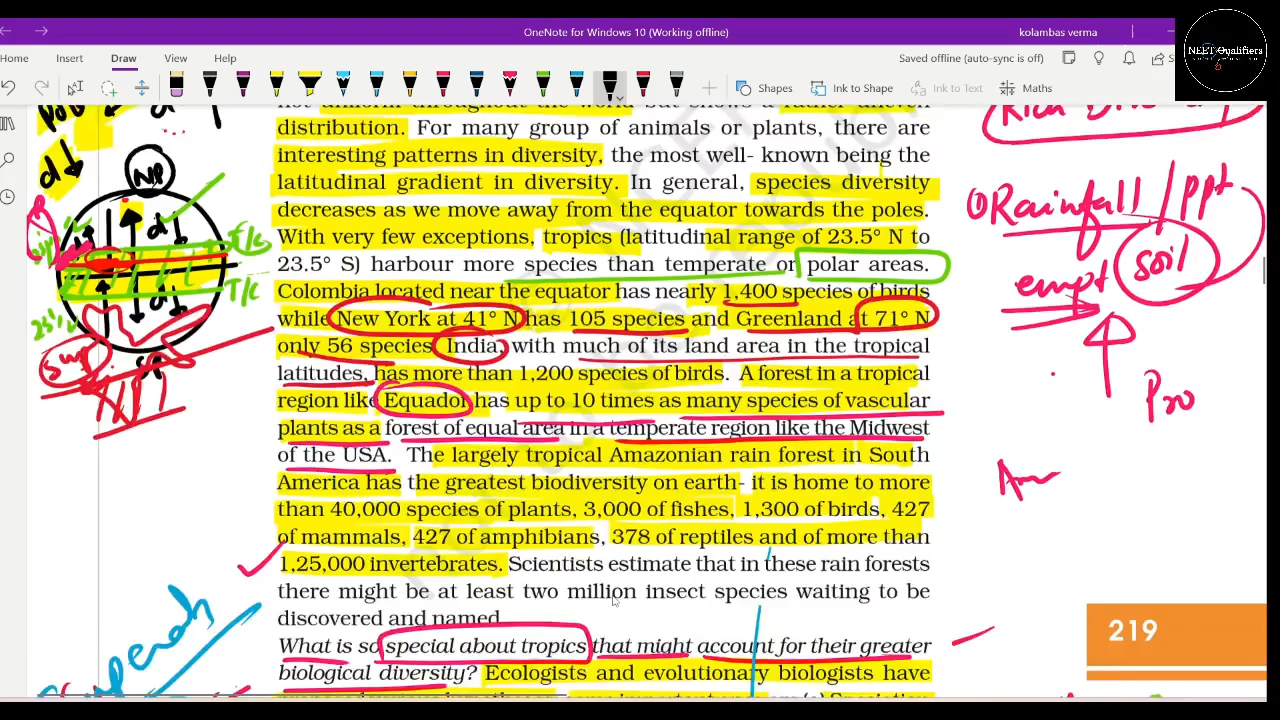 OneNote for Windows 10 (Working offline)
kolambas verma
NEET Qualifiers
Home Insert Draw View Help
Saved offline (auto-sync is off)
Shapes Ink to Shape Ink to Text Maths
distribution. For many group of animals or plants, there are
interesting patterns in diversity, the most well- known being the
latitudinal gradient in diversity. In general, species diversity
decreases as we move away from the equator towards the poles.
With very few exceptions, tropics (latitudinal range of 23.5° N to
23.5° S) harbour more species than temperate or polar areas.
Colombia located near the equator has nearly 1,400 species of birds
while New York at 41° N has 105 species and Greenland at 71° N
only 56 species. India, with much of its land area in the tropical
latitudes, has more than 1,200 species of birds. A forest in a tropical
region like Equador has up to 10 times as many species of vascular
plants as a forest of equal area in a temperate region like the Midwest
of the USA. The largely tropical Amazonian rain forest in South
America has the greatest biodiversity on earth- it is home to more
than 40,000 species of plants, 3,000 of fishes, 1,300 of birds, 427
of mammals, 427 of amphibians, 378 of reptiles and of more than
1,25,000 invertebrates. Scientists estimate that in these rain forests
there might be at least two million insect species waiting to be
discovered and named.
What is so special about tropics that might account for their greater
biological diversity? Ecologists and evolutionary biologists have
NP
Rainfall / ppt
soil
Pro
219